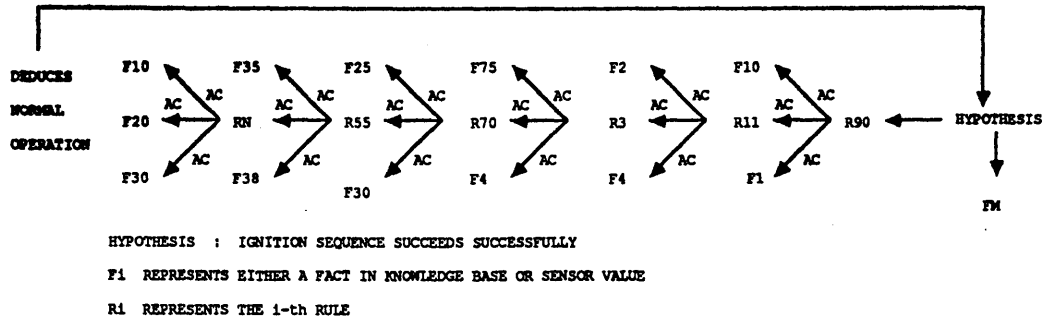 DEDUCES
NORMAL
OPERATION
F10 F35 F25 F75 F2 F10
AC AC AC AC AC AC
AC AC AC AC AC AC
F20 RN R55 R70 R3 R11 R90 HYPOTHESIS
AC AC AC AC AC AC
F30 F38 F30 F4 F4 F1
FM
HYPOTHESIS : IGNITION SEQUENCE SUCCEEDS SUCCESSFULLY
Fi REPRESENTS EITHER A FACT IN KNOWLEDGE BASE OR SENSOR VALUE
Ri REPRESENTS THE i-th RULE